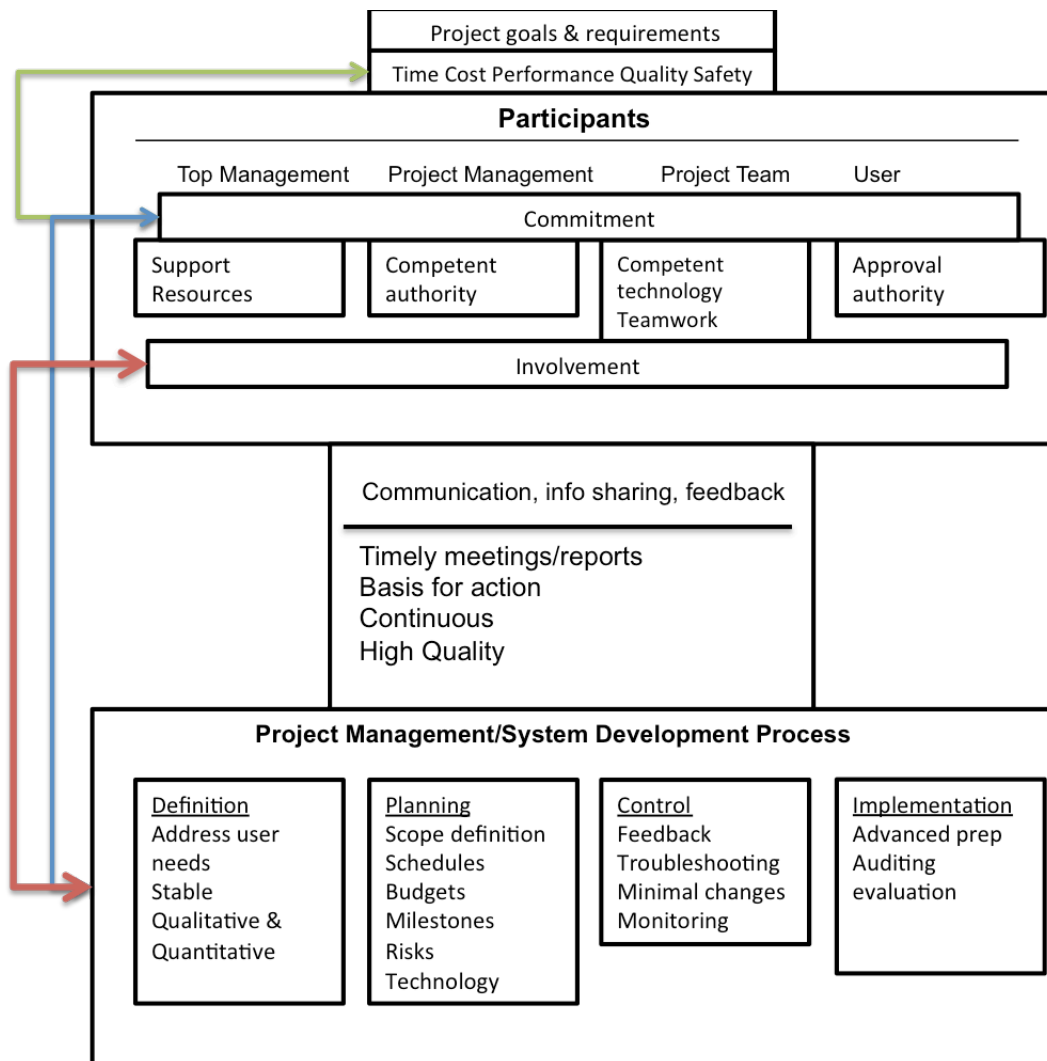 Project goals & requirements
Time Cost Performance Quality Safety
Participants
Top Management
Project Management
Project Team
User
Commitment
Support
Resources
Competent
authority
Competent
technology
Teamwork
Approval
authority
Involvement
Communication, info sharing, feedback
Timely meetings/reports
Basis for action
Continuous
High Quality
Project Management/System Development Process
Definition
Address user
needs
Stable
Qualitative &
Quantitative
Planning
Scope definition
Schedules
Budgets
Milestones
Risks
Technology
Control
Feedback
Troubleshooting
Minimal changes
Monitoring
Implementation
Advanced prep
Auditing
evaluation